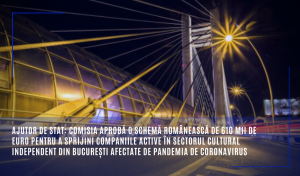 AJUTOR DE STAT: COMISIA APROBĂ O SCHEMĂ ROMÂNEASCĂ DE 610 MII DE
EURO PENTRU A SPRIJINI COMPANIILE ACTIVE ÎN SECTORUL CULTURAL
INDEPENDENT DIN BUCUREȘTI AFECTATE DE PANDEMIA DE CORONAVIRUS